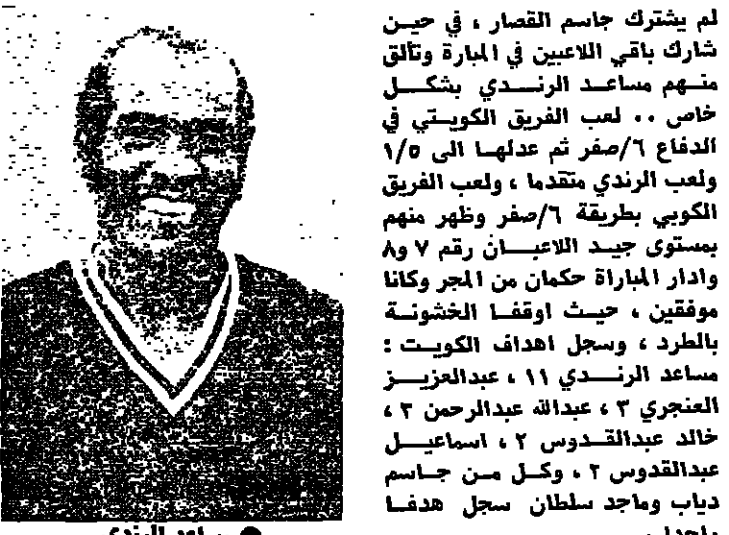 لم يشترك جاسم القصار ، في حين
شارك باقي اللاعبين في المبارة وتألق
منهم مساعد الرندي بشكل
خاص .. لعب الفريق الكويتي في
الدفاع ٦/صفر ثم عدلها الى ١/٥
ولعب الرندي متقدما ، ولعب الفريق
الكوبي بطريقة ٦/صفر وظهر منهم
بمستوى جيد اللاعبان رقم ٧ و٨
وادار المباراة حكمان من المجر وكانا
موفقين ، حيث اوقفا الخشونة
بالطرد ، وسجل اهداف الكويت :
مساعد الرندي ١١ ، عبدالعزيز
العنجري ٣ ، عبدالله عبدالرحمن ٣ ،
خالد عبدالقدوس ٢ ، اسماعيل
عبدالقدوس ٢ ، وكل من جاسم
دياب وماجد سلطان سجل هدفا